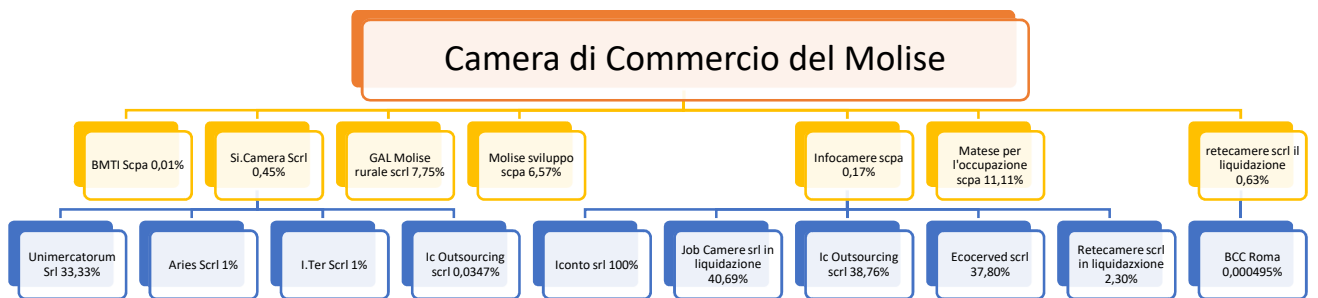 Camera di Commercio del Molise
BMTI Scpa 0,01%
Si.Camera Scrl
0,45%
GAL Molise
rurale scrl 7,75%
Molise sviluppo
scpa 6,57%
Infocamere scpa
0,17%
Matese per
l'occupazione
scpa 11,11%
retecamere scrl il
liquidazione
0,63%
Unimercatorum
Srl 33,33%
Aries Scrl 1%
I.Ter Scrl 1%
Ic Outsourcing
scrl 0,0347%
Iconto srl 100%
Job Camere srl in
liquidazione
40,69%
Ic Outsourcing
scrl 38,76%
Ecocerved scrl
37,80%
Retecamere scrl
in liquidazxione
2,30%
BCC Roma
0,000495%